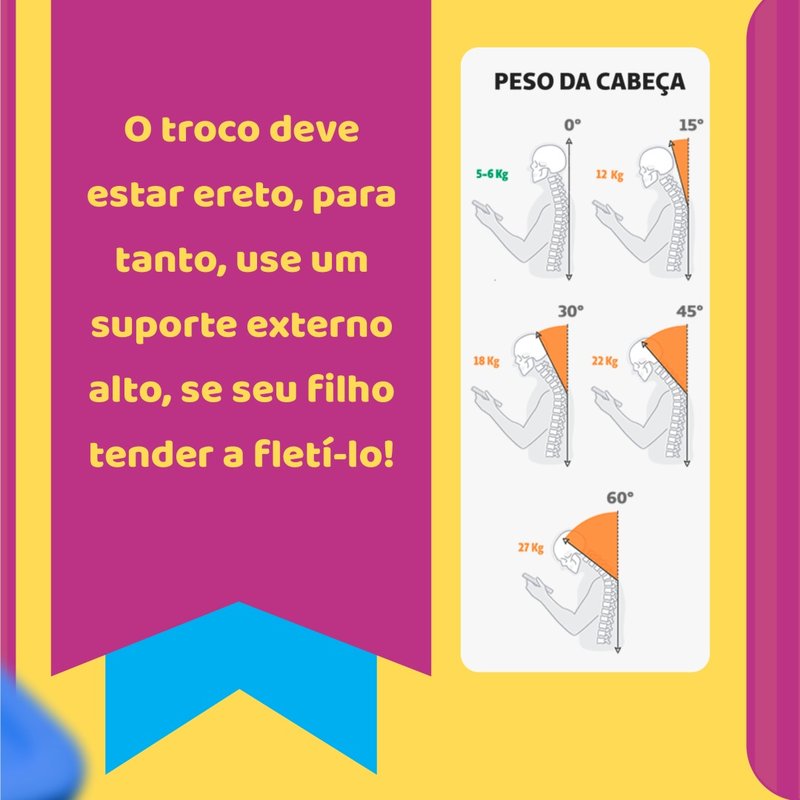 O troco deve
estar ereto, para
tanto, use um
suporte externo
alto, se seu filho
tender a fletí-lo!
PESO DA CABEÇA
0°
5-6 Kg
15°
12 Kg
30°
18 Kg
45°
22 Kg
60°
27 Kg